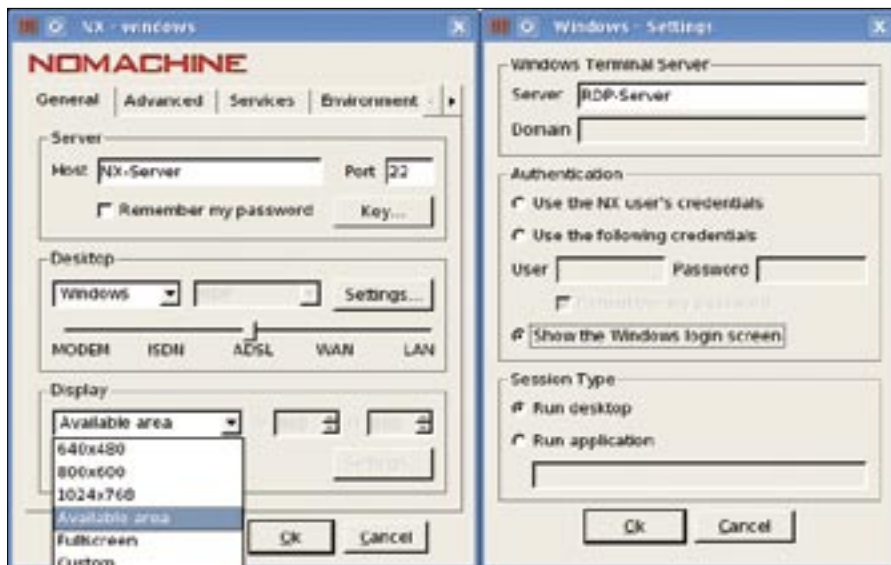 NX - windows
NOMACHINE
General Advanced Services Environment
Server
Host NX-Server Port 22
Remember my password Key...
Desktop
Windows Settings...
MODEM ISDN ADSL WAN LAN
Display
Available area
640x480
800x600
1024x768
Available area
Fullscreen
Custom
Ok Cancel
Windows - Settings
Windows Terminal Server
Server RDP-Server
Domain
Authentication
Use the NX user's credentials
Use the following credentials
User Password
Remember my password
Show the Windows login screen
Session Type
Run desktop
Run application
Ok Cancel